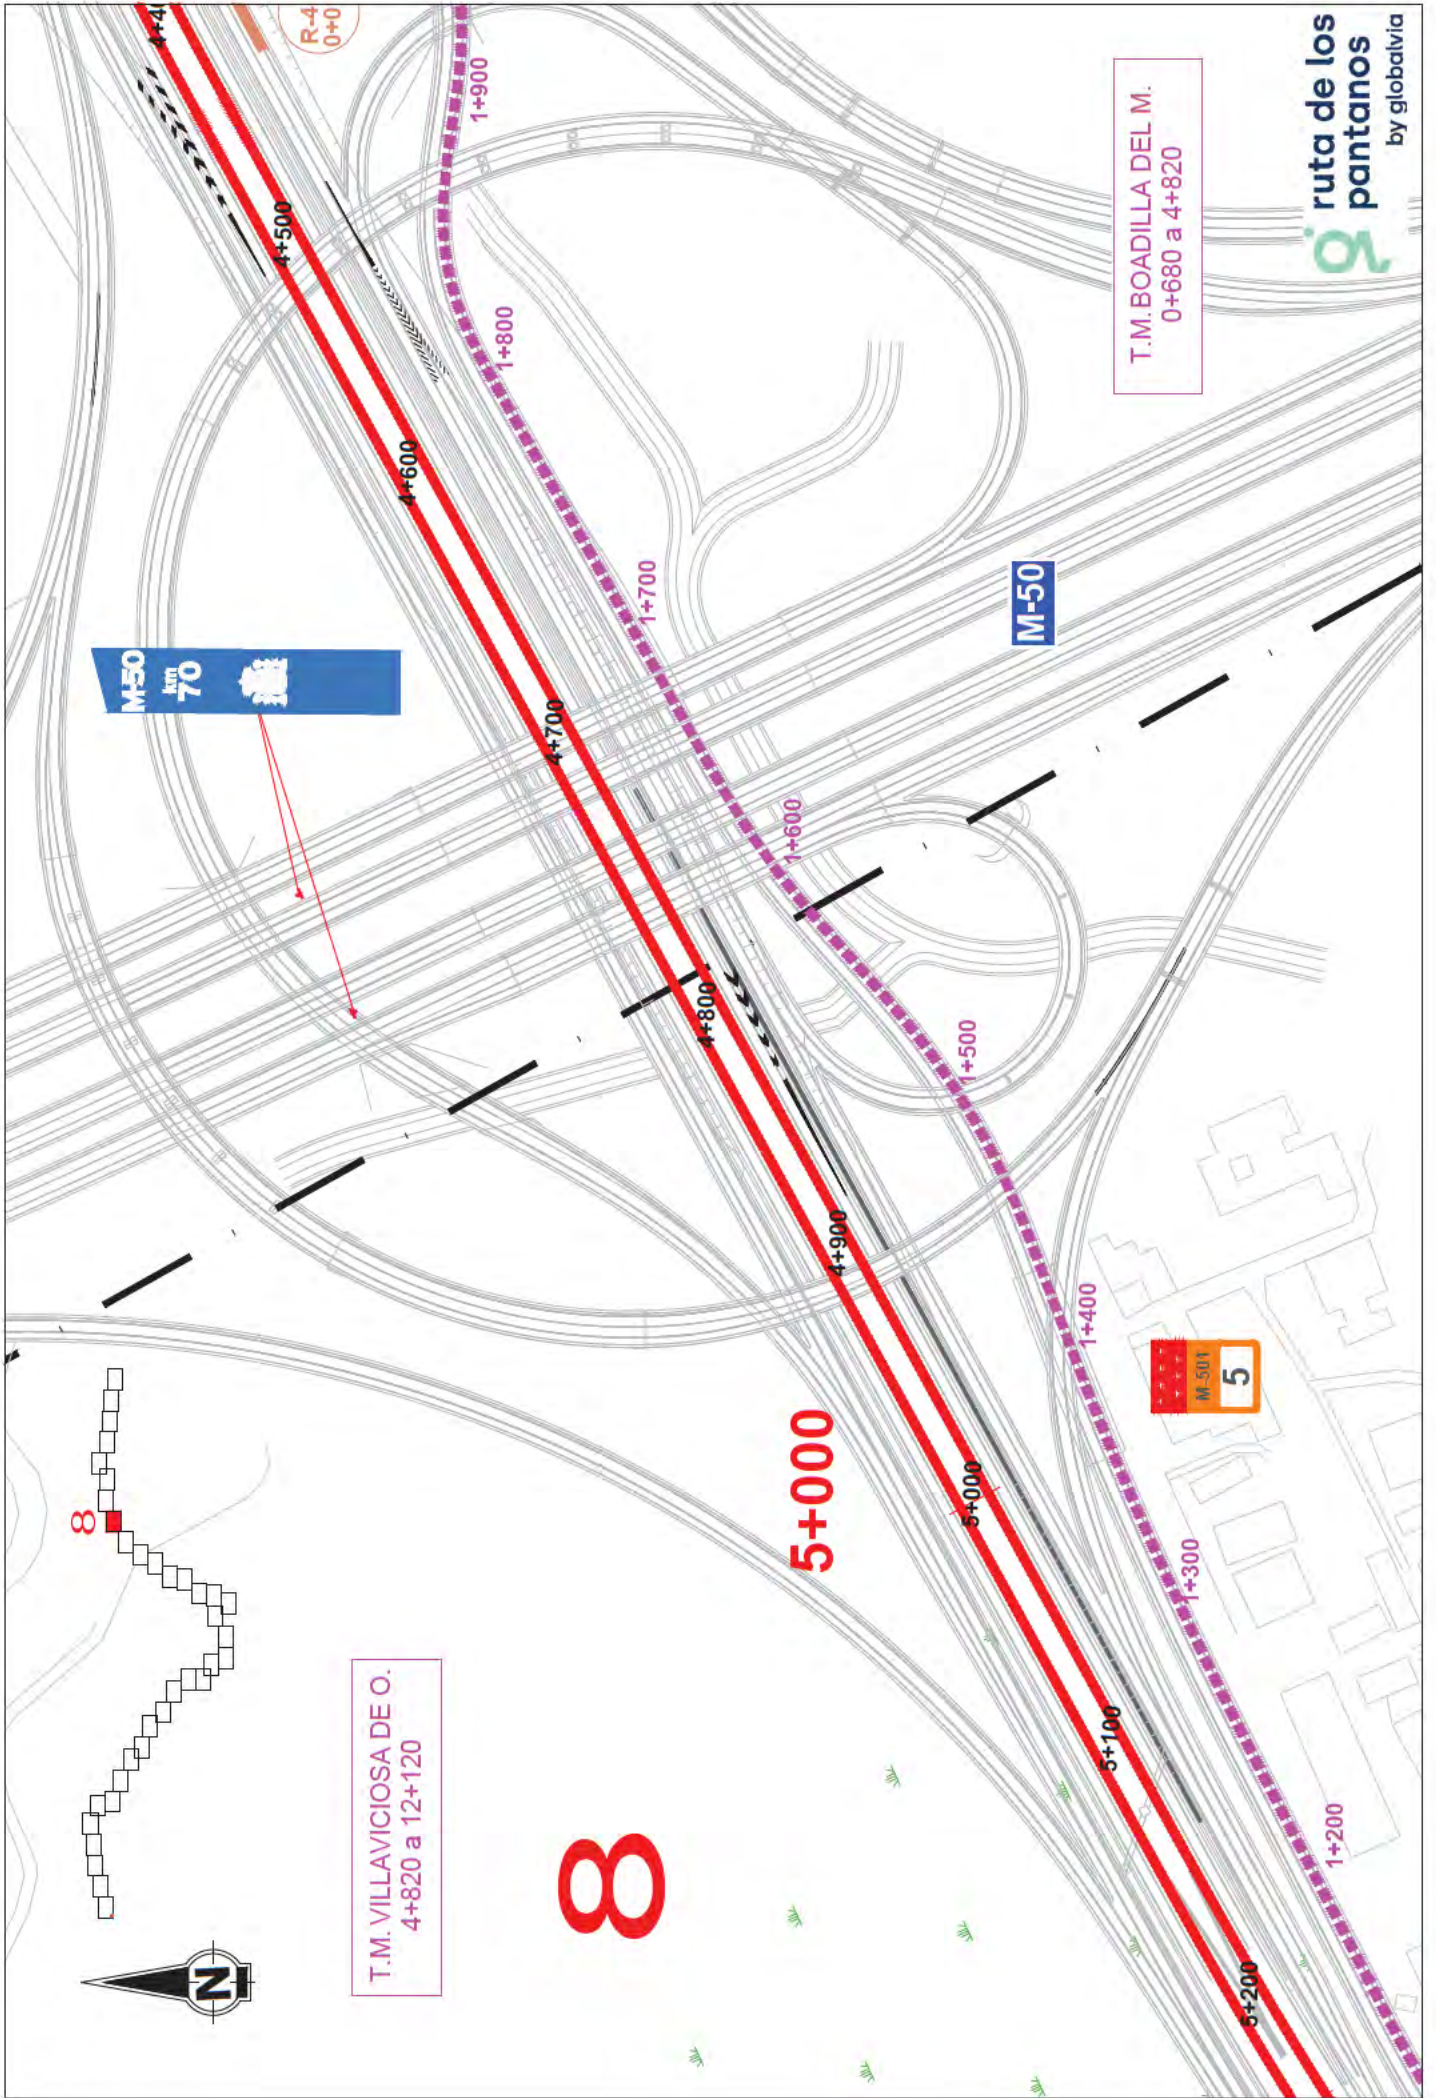 8
N
T.M. VILLAVICIOSA DE O.
4+820 a 12+120
8
5+000
M-50
km
70
R-4
0+0
4+40
4+500
4+600
4+700
4+800
4+900
5+000
5+100
5+200
1+900
1+800
1+700
1+600
1+500
1+400
1+300
1+200
M-50
M-501
5
T.M.BOADILLA DEL M.
0+680 a 4+820
ruta de los
pantanos
by globalvia